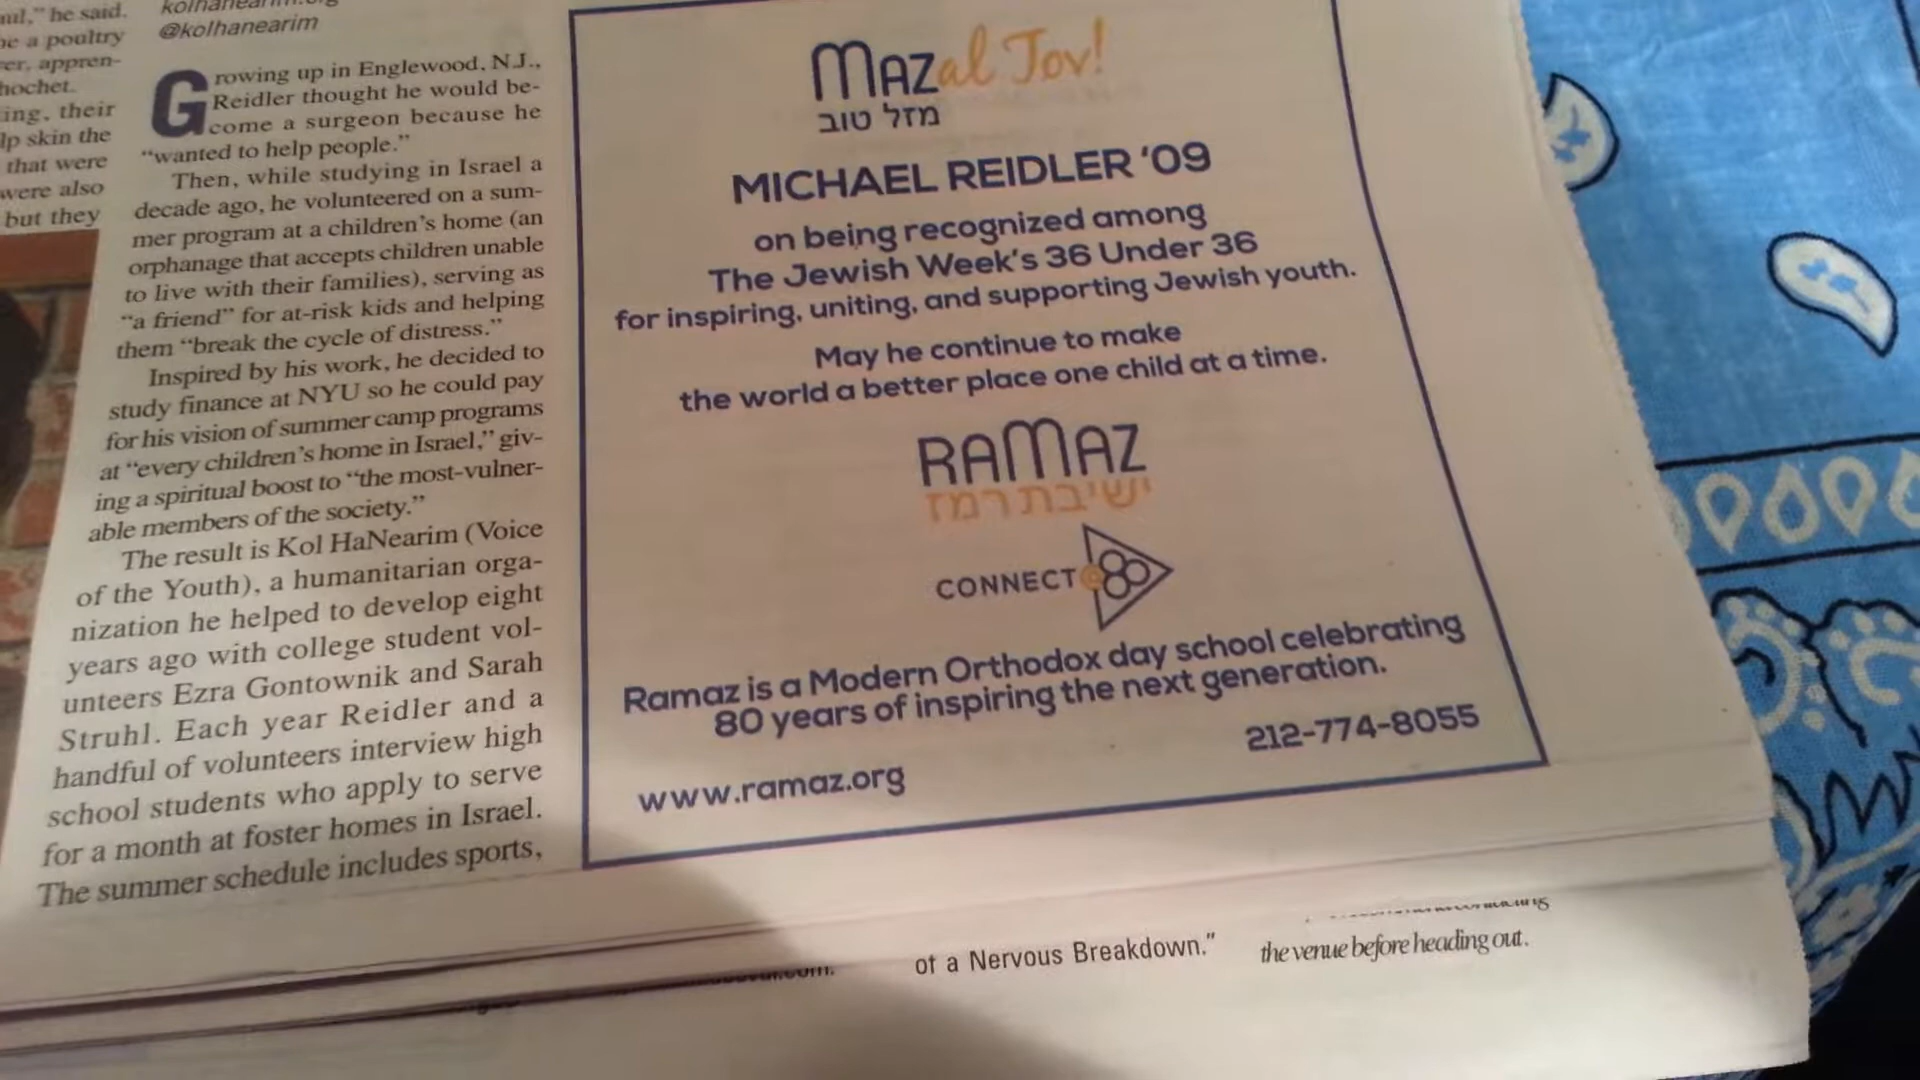 aul," he said.
be a poultry
er, appren-
hochet.
ing, their
lp skin the
that were
were also
but they
kolhanearim.org
@kolhanearim
Growing up in Englewood, N.J.,
Reidler thought he would be-
come a surgeon because he
“wanted to help people.”
Then, while studying in Israel a
decade ago, he volunteered on a sum-
mer program at a children’s home (an
orphanage that accepts children unable
to live with their families), serving as
“a friend” for at-risk kids and helping
them “break the cycle of distress.”
Inspired by his work, he decided to
study finance at NYU so he could pay
for his vision of summer camp programs
at “every children’s home in Israel,” giv-
ing a spiritual boost to “the most-vulner-
able members of the society.”
The result is Kol HaNearim (Voice
of the Youth), a humanitarian orga-
nization he helped to develop eight
years ago with college student vol-
unteers Ezra Gontownik and Sarah
Struhl. Each year Reidler and a
handful of volunteers interview high
school students who apply to serve
for a month at foster homes in Israel.
The summer schedule includes sports,
MAZal Tov!
מזל טוב
MICHAEL REIDLER ‘09
on being recognized among
The Jewish Week’s 36 Under 36
for inspiring, uniting, and supporting Jewish youth.
May he continue to make
the world a better place one child at a time.
RAMAZ
ישיבת רמז
CONNECT@80
Ramaz is a Modern Orthodox day school celebrating
80 years of inspiring the next generation.
212-774-8055
www.ramaz.org
of a Nervous Breakdown.”
the venue before heading out.